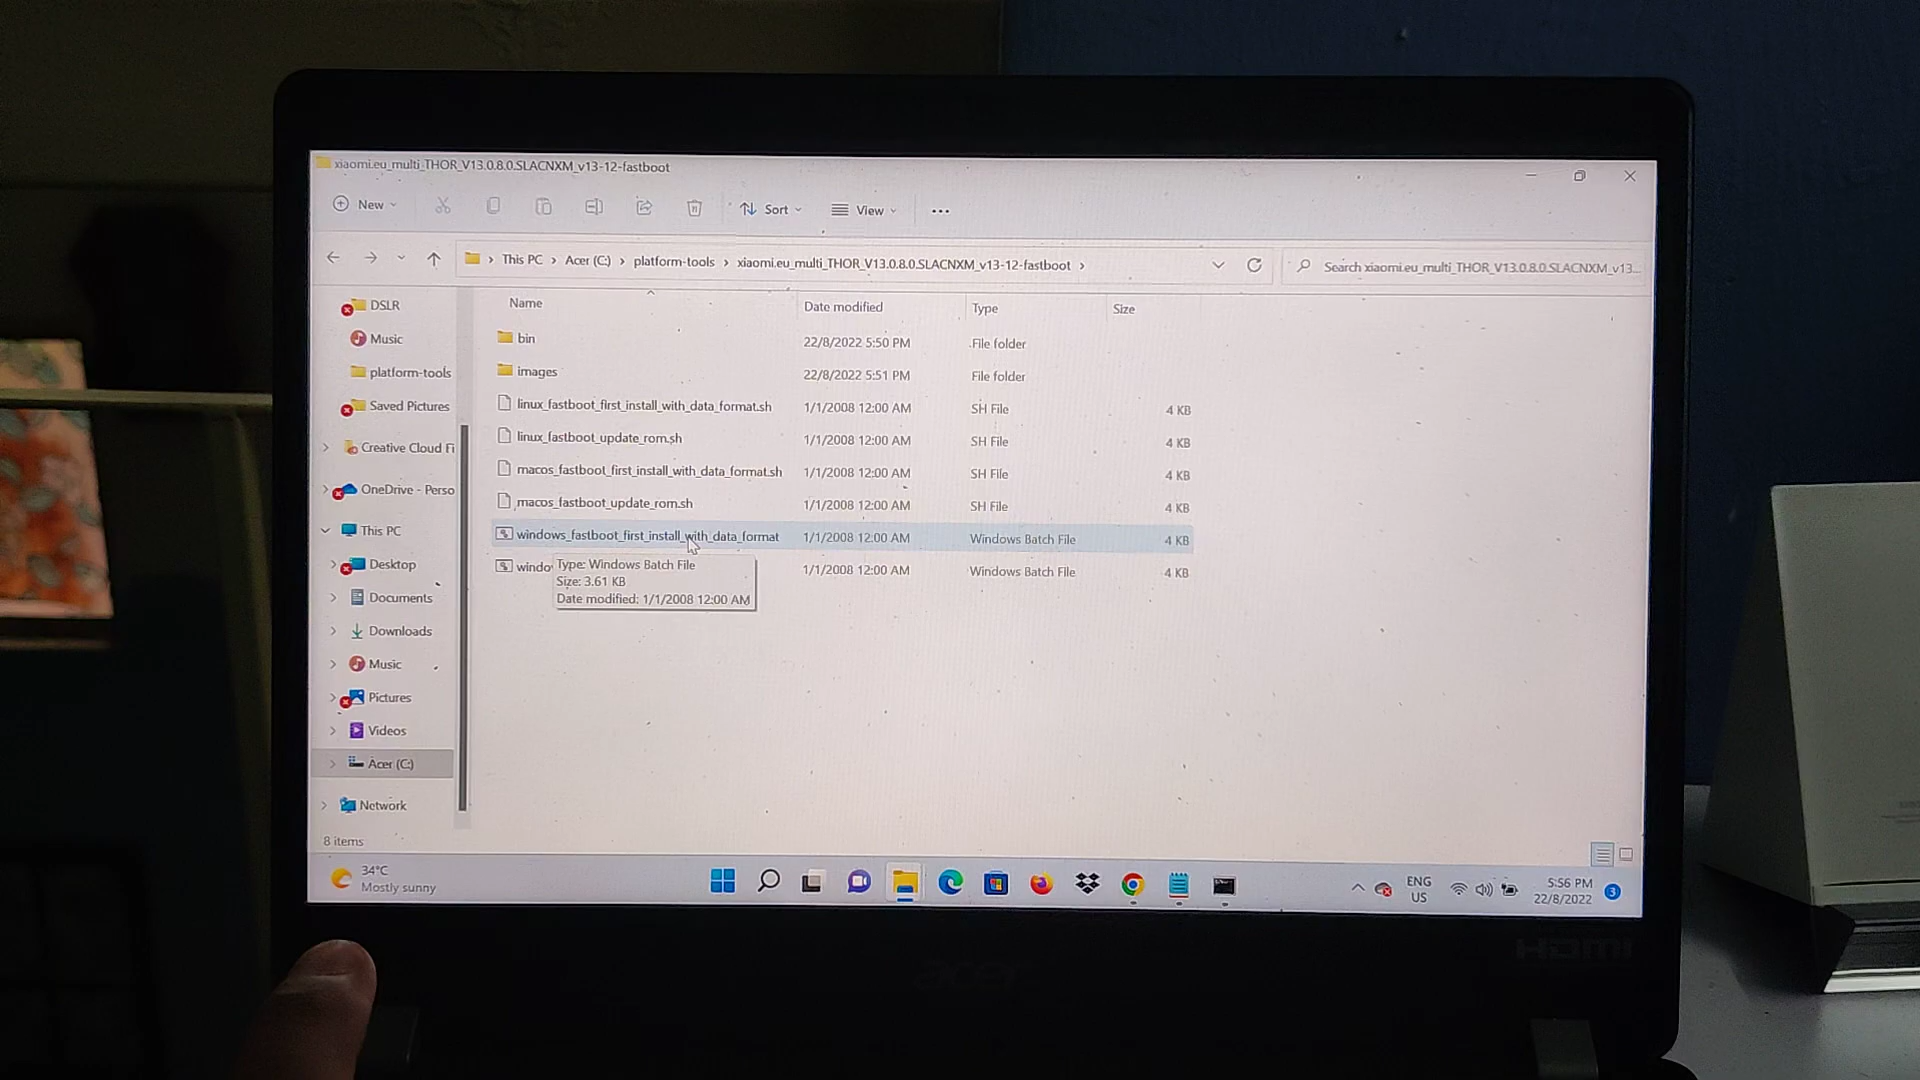 xiaomi.eu_multi_THOR_V13.0.8.0.SLACNXM_v13-12-fastboot
New
Sort
View
This PC > Acer (C:) > platform-tools > xiaomi.eu_multi_THOR_V13.0.8.0.SLACNXM_v13-12-fastboot >
Search xiaomi.eu_multi_THOR_V13.0.8.0.SLACNXM_v13...
DSLR
Music
platform-tools
Saved Pictures
Creative Cloud Fi
OneDrive - Perso
This PC
Desktop
Documents
Downloads
Music
Pictures
Videos
Acer (C:)
Network
Name Date modified Type Size
bin 22/8/2022 5:50 PM File folder
images 22/8/2022 5:51 PM File folder
linux_fastboot_first_install_with_data_format.sh 1/1/2008 12:00 AM SH File 4 KB
linux_fastboot_update_rom.sh 1/1/2008 12:00 AM SH File 4 KB
macos_fastboot_first_install_with_data_format.sh 1/1/2008 12:00 AM SH File 4 KB
macos_fastboot_update_rom.sh 1/1/2008 12:00 AM SH File 4 KB
windows_fastboot_first_install_with_data_format 1/1/2008 12:00 AM Windows Batch File 4 KB
windo 1/1/2008 12:00 AM Windows Batch File 4 KB
Type: Windows Batch File
Size: 3.61 KB
Date modified: 1/1/2008 12:00 AM
8 items
34°C
Mostly sunny
ENG
US
5:56 PM
22/8/2022
3
acer
HDMI